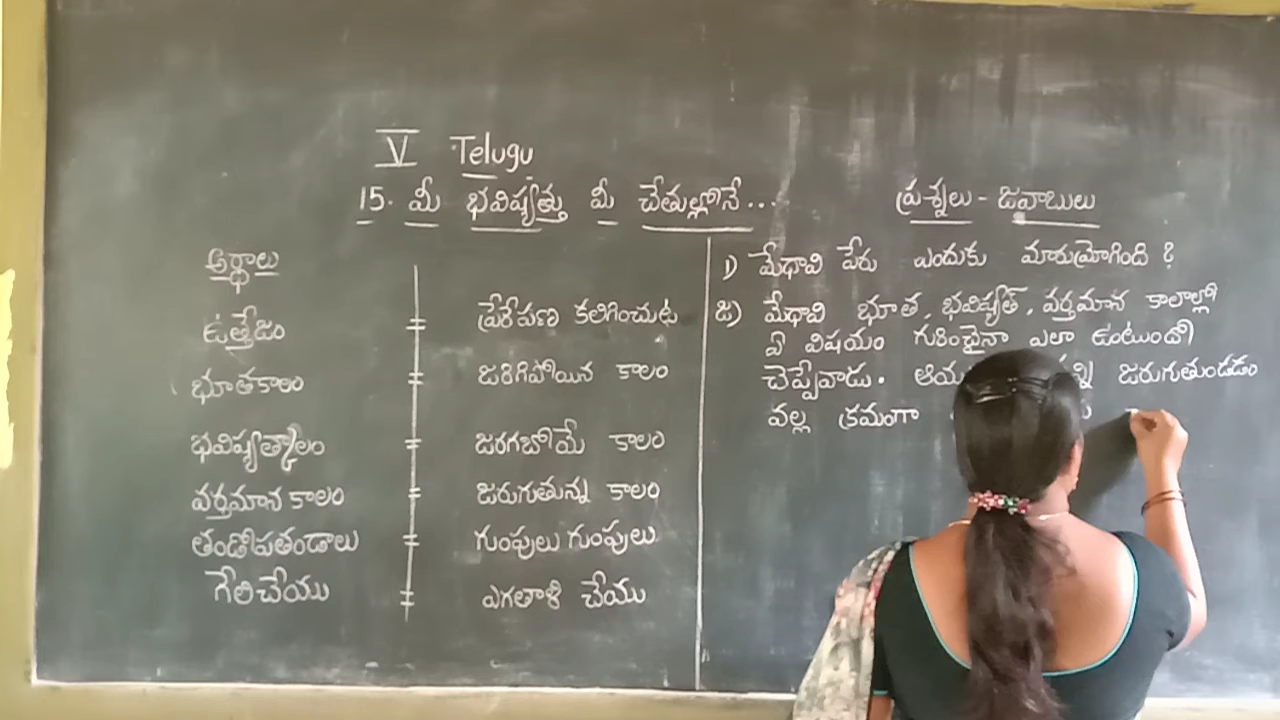 V Telugu
15. మీ భవిష్యత్తు మీ చేతుల్లోనే...
అర్థాలు
ఉత్తేజం = ప్రేరేపణ కలిగించుట
భూతకాలం = జరిగిపోయిన కాలం
భవిష్యత్కాలం = జరగబోయే కాలం
వర్తమాన కాలం = జరుగుతున్న కాలం
తండోపతండాలు = గుంపులు గుంపులు
గేలిచేయు = ఎగతాళి చేయు
ప్రశ్నలు - జవాబులు
1) మేధావి పేరు ఎందుకు మారుమ్రోగింది ?
జ) మేధావి భూత, భవిష్యత్, వర్తమాన కాలాల్లో
ఏ విషయం గురించైనా ఎలా ఉంటుందో
చెప్పేవాడు. జరుగుతుండడం
వల్ల క్రమంగా